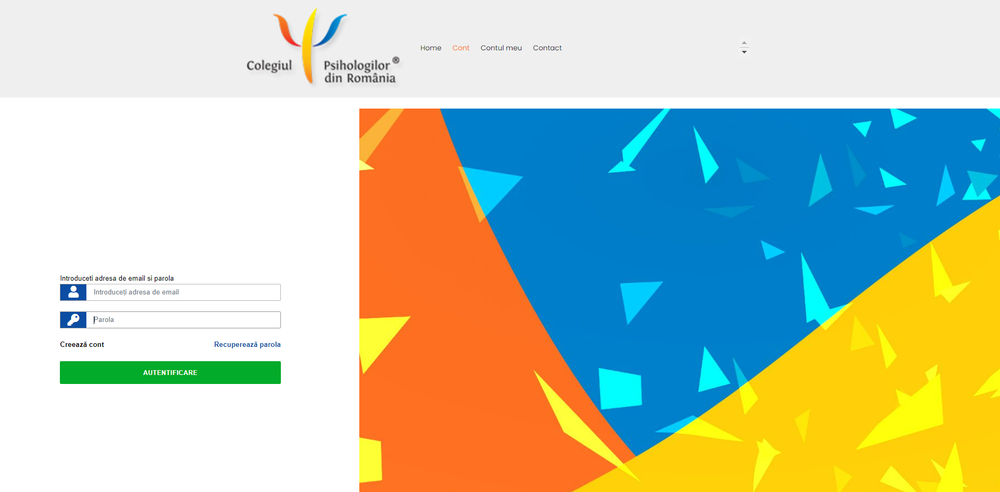 Colegiul Psihologilor®
din România
Home Cont Contul meu Contact
Introduceti adresa de email si parola
Introduceți adresa de email
Parola
Creează cont Recuperează parola
AUTENTIFICARE